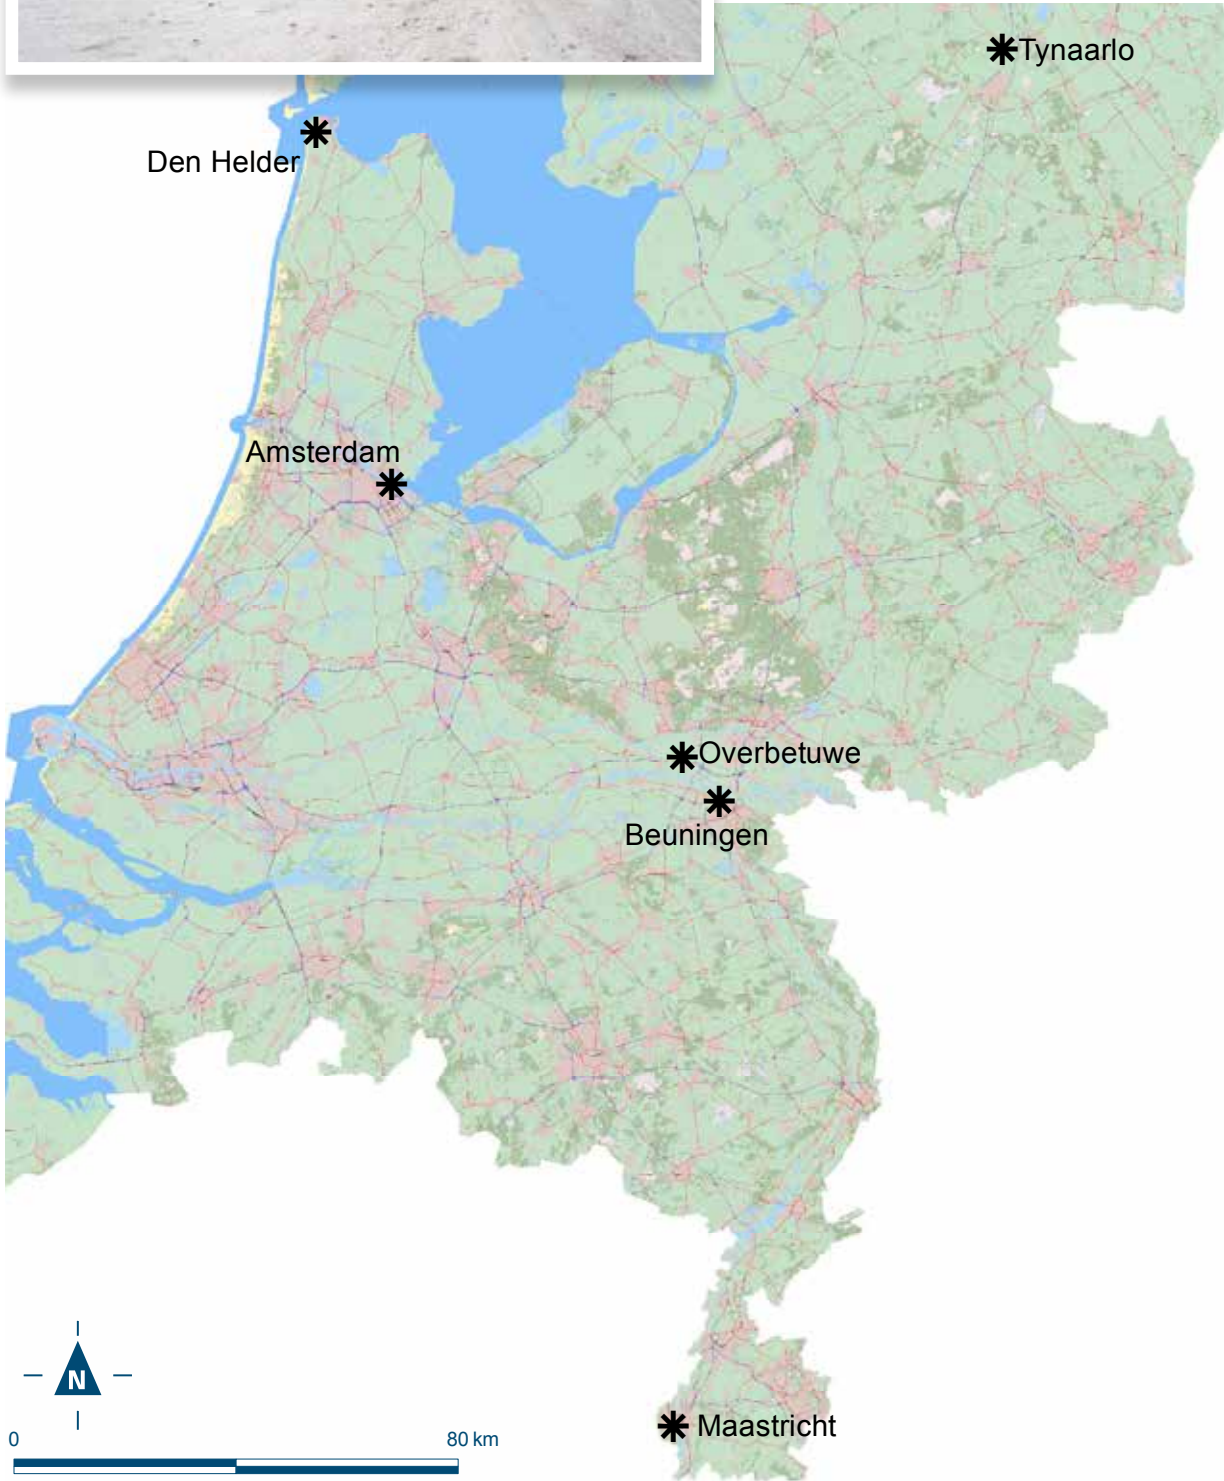 Tynaarlo
Den Helder
Amsterdam
Overbetuwe
Beuningen
Maastricht
N
0 80 km